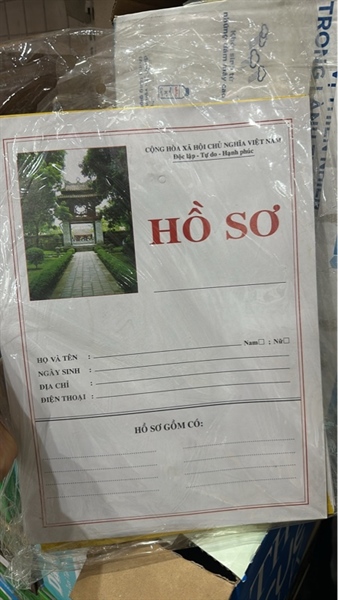 CỘNG HÒA XÃ HỘI CHỦ NGHĨA VIỆT NAM
Độc lập - Tự do - Hạnh phúc
HỒ SƠ
HỌ VÀ TÊN : Nam☐ : Nữ☐
NGÀY SINH :
ĐỊA CHỈ :
ĐIỆN THOẠI :
HỒ SƠ GỒM CÓ: